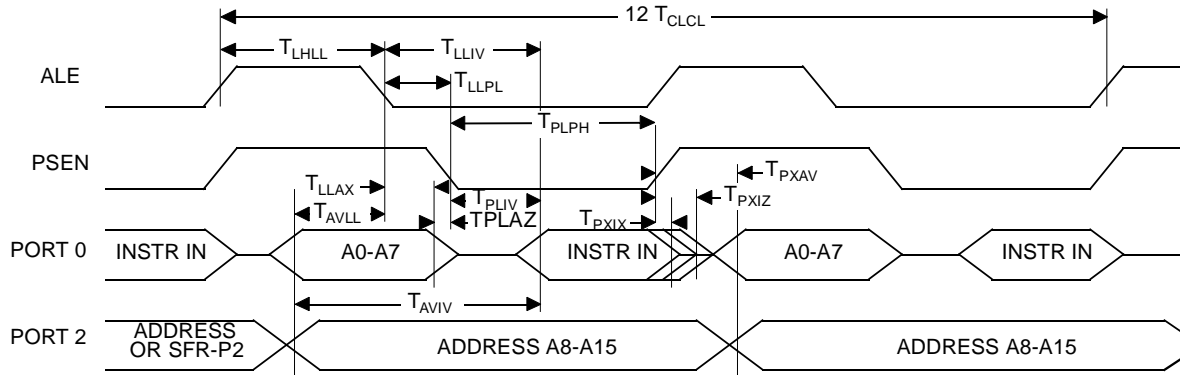 12 TCLCL
TLHLL TLLIV
ALE
TLLPL
TPLPH
PSEN
TPXAV
TLLAX
TPLIV
TPXIZ
TAVLL
TPLAZ
TPXIX
PORT 0 INSTR IN A0-A7 INSTR IN A0-A7 INSTR IN
TAVIV
PORT 2 ADDRESS
OR SFR-P2 ADDRESS A8-A15 ADDRESS A8-A15